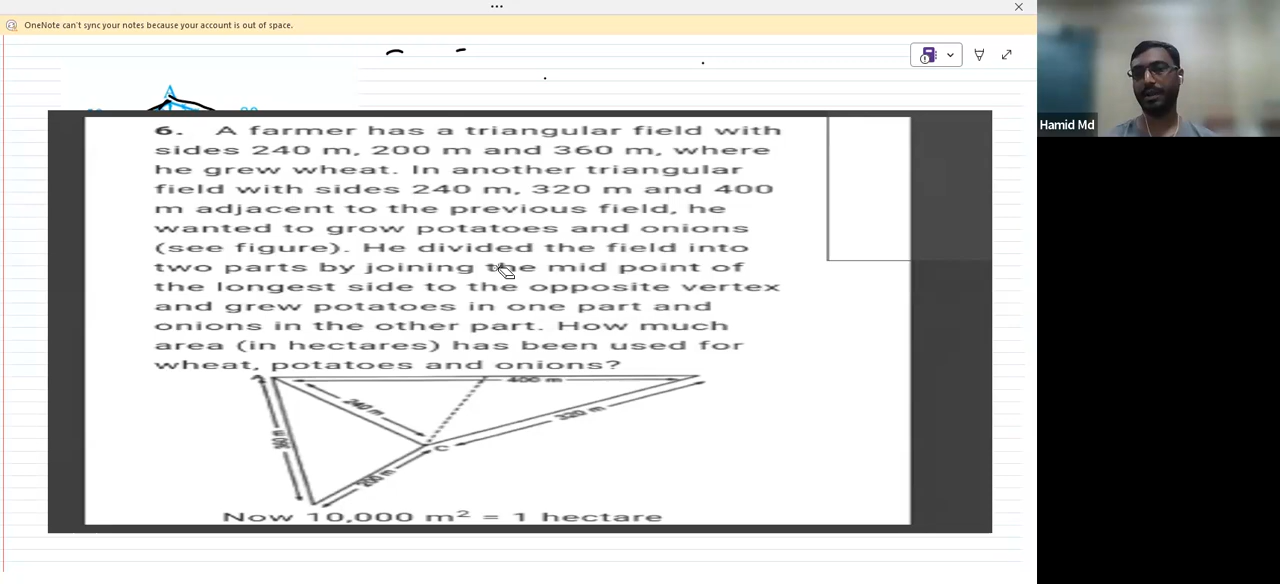 OneNote can't sync your notes because your account is out of space.
A
Hamid Md
6. A farmer has a triangular field with
sides 240 m, 200 m and 360 m, where
he grew wheat. In another triangular
field with sides 240 m, 320 m and 400
m adjacent to the previous field, he
wanted to grow potatoes and onions
(see figure). He divided the field into
two parts by joining the mid point of
the longest side to the opposite vertex
and grew potatoes in one part and
onions in the other part. How much
area (in hectares) has been used for
wheat, potatoes and onions?
A
400 m
240 m
320 m
360 m
C
200 m
Now 10,000 m² = 1 hectare